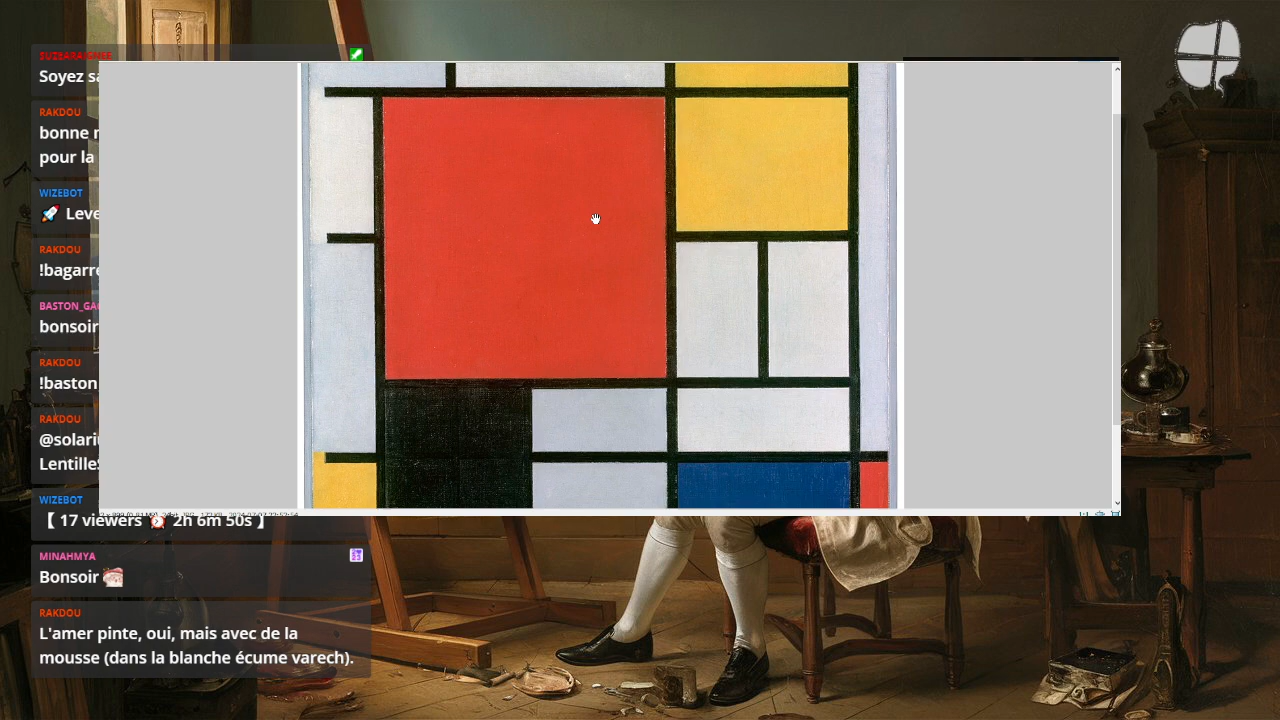 SUZEARAIGNEE
Soyez sa
RAKDOU
bonne
pour la
WIZEBOT
🚀 Leve
RAKDOU
!bagarre
BASTON_GA
bonsoir
RAKDOU
!baston
RAKDOU
@solari
Lentille
WIZEBOT
【 17 viewers ⏰ 2h 6m 50s 】
MINAHMYA
Bonsoir
RAKDOU
L'amer pinte, oui, mais avec de la
mousse (dans la blanche écume varech).